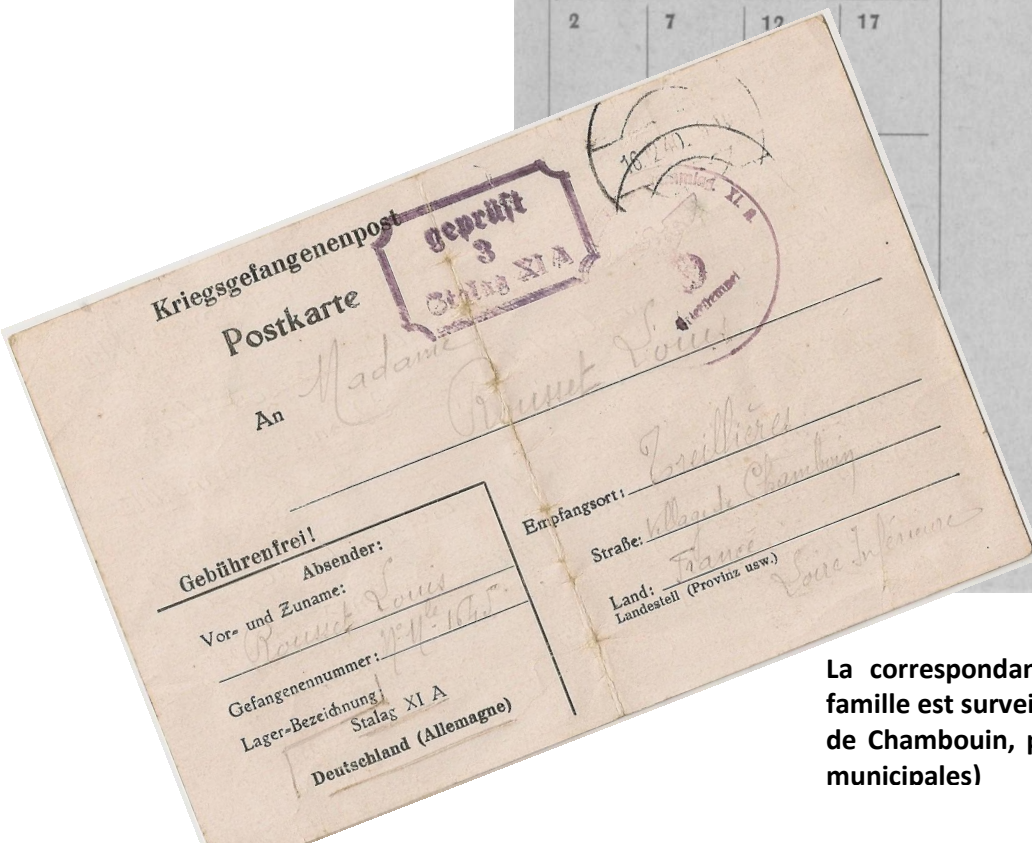 2 7 12 17
Kriegsgefangenenpost
Postkarte
geprüft
3
Stalag XI A
An Madame
Rousset Louis
Empfangsort: Treillières
Straße: Village de Chambouin
Land: France
Landesteil (Provinz usw.) Loire Inférieure
Gebührenfrei!
Absender:
Vor- und Zuname:
Rousset Louis
Gefangenennummer:
Lager-Bezeichnung:
Stalag XI A
Deutschland (Allemagne)
La correspondan
famille est survei
de Chambouin, p
municipales)